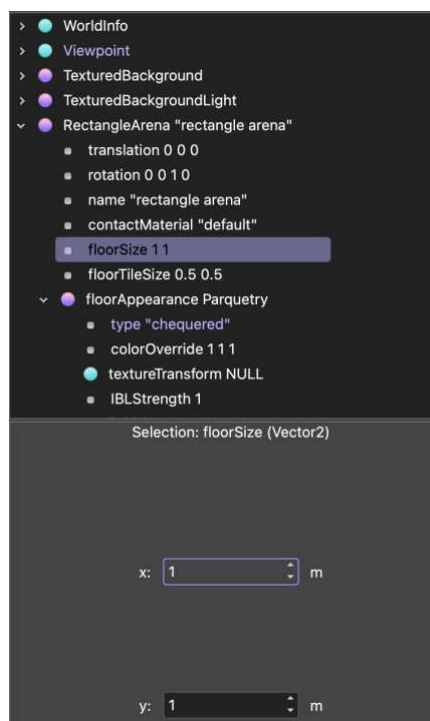 WorldInfo
Viewpoint
TexturedBackground
TexturedBackgroundLight
RectangleArena "rectangle arena"
translation 0 0 0
rotation 0 0 1 0
name "rectangle arena"
contactMaterial "default"
floorSize 1 1
floorTileSize 0.5 0.5
floorAppearance Parquetry
type "chequered"
colorOverride 1 1 1
textureTransform NULL
IBLStrength 1
Selection: floorSize (Vector2)
x: 1 m
y: 1 m